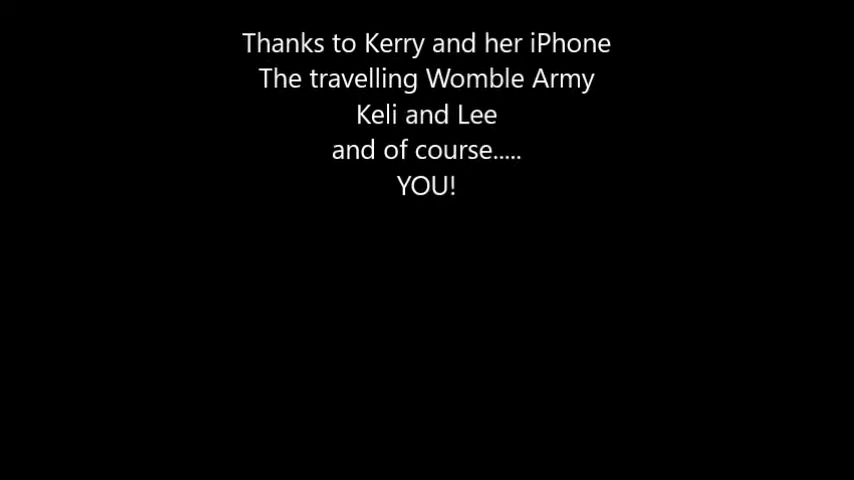 Thanks to Kerry and her iPhone
The travelling Womble Army
Keli and Lee
and of course.....
YOU!